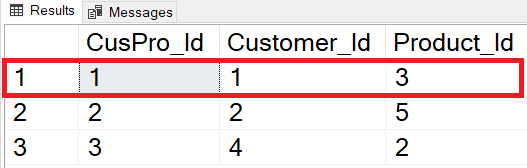 Results Messages
CusPro_Id Customer_Id Product_Id
1 1 1 3
2 2 2 5
3 3 4 2